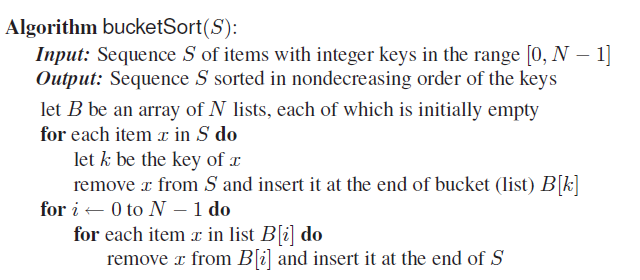 Algorithm bucketSort(S):
Input: Sequence S of items with integer keys in the range [0, N − 1]
Output: Sequence S sorted in nondecreasing order of the keys
let B be an array of N lists, each of which is initially empty
for each item x in S do
let k be the key of x
remove x from S and insert it at the end of bucket (list) B[k]
for i ← 0 to N − 1 do
for each item x in list B[i] do
remove x from B[i] and insert it at the end of S